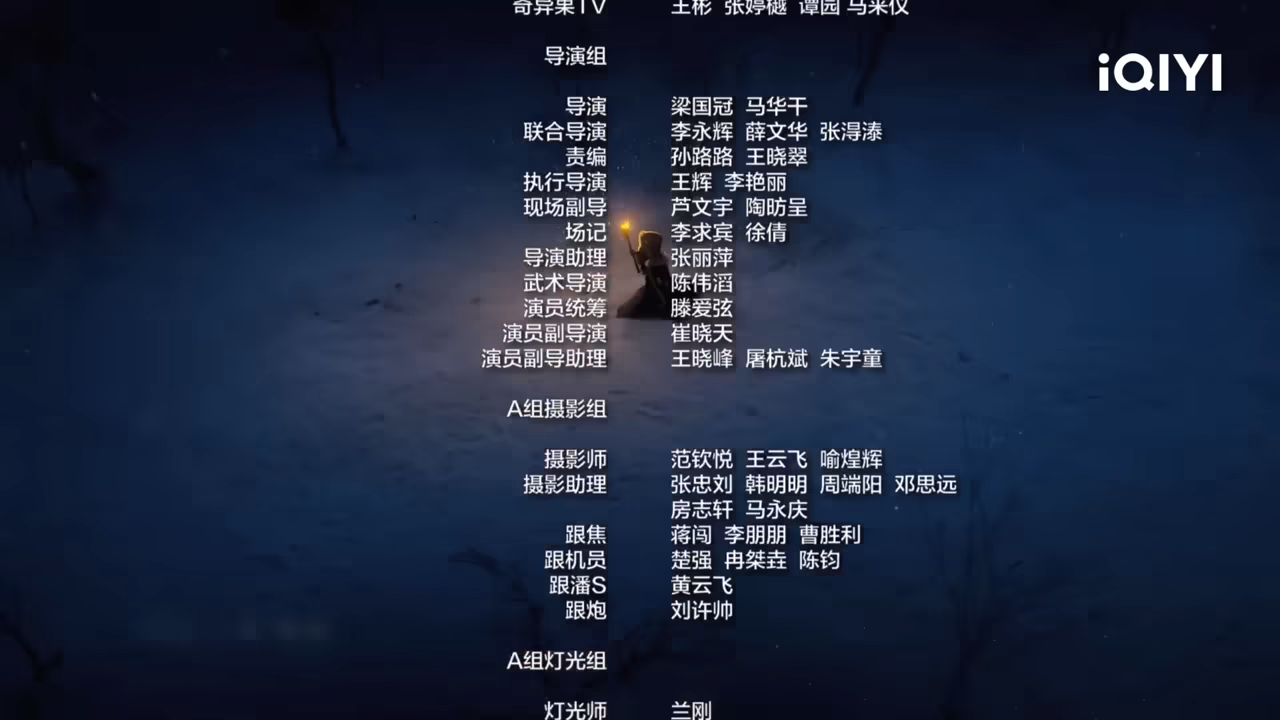 奇异果TV 王彬 张婷樾 谭园 马来仪
iQIYI
导演组
导演 梁国冠 马华干
联合导演 李永辉 薛文华 张淂溙
责编 孙路路 王晓翠
执行导演 王辉 李艳丽
现场副导 芦文宇 陶昉呈
场记 李求宾 徐倩
导演助理 张丽萍
武术导演 陈伟滔
演员统筹 滕爱弦
演员副导演 崔晓天
演员副导助理 王晓峰 屠杭斌 朱宇童
A组摄影组
摄影师 范钦悦 王云飞 喻煌辉
摄影助理 张忠刘 韩明明 周端阳 邓思远
房志轩 马永庆
跟焦 蒋闯 李朋朋 曹胜利
跟机员 楚强 冉桀垚 陈钧
跟潘S 黄云飞
跟炮 刘许帅
A组灯光组
灯光师 兰刚